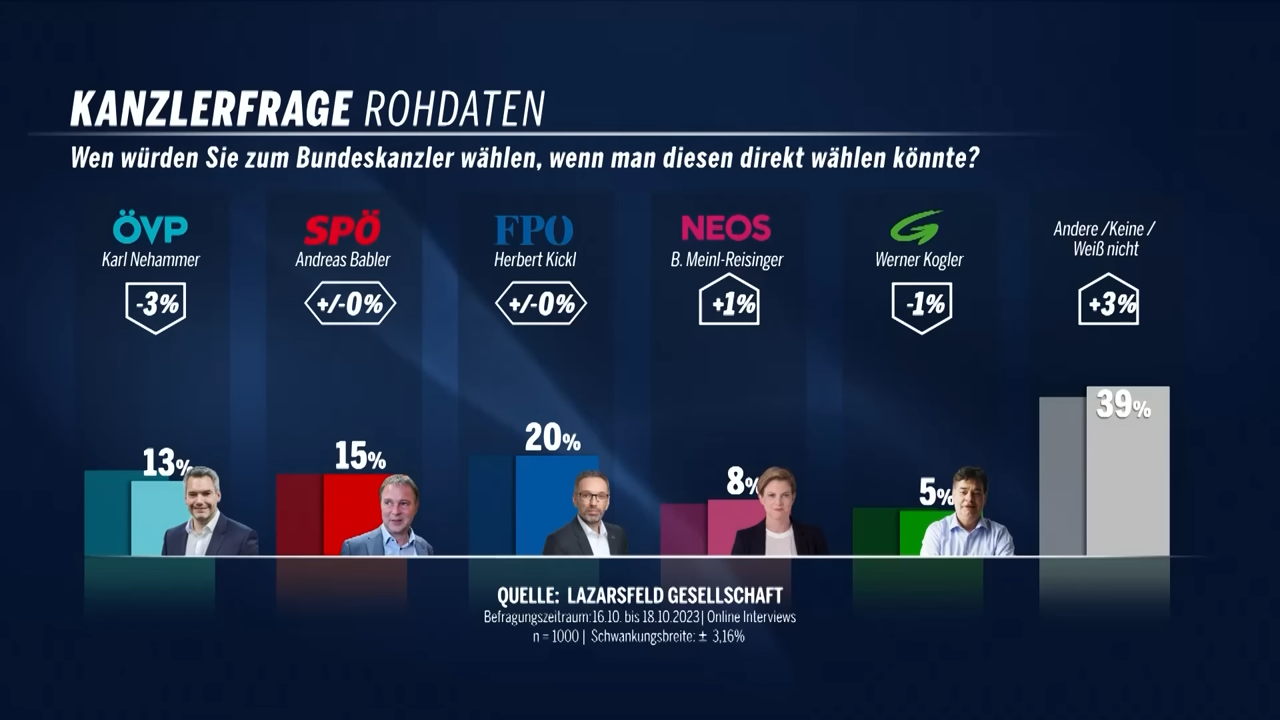 KANZLERFRAGE ROHDATEN
Wen würden Sie zum Bundeskanzler wählen, wenn man diesen direkt wählen könnte?
ÖVP
Karl Nehammer
-3%
13%
SPÖ
Andreas Babler
+/-0%
15%
FPÖ
Herbert Kickl
+/-0%
20%
NEOS
B. Meinl-Reisinger
+1%
8%
G
Werner Kogler
-1%
5%
Andere /Keine /
Weiß nicht
+3%
39%
QUELLE: LAZARSFELD GESELLSCHAFT
Befragungszeitraum:16.10. bis 18.10.2023| Online Interviews
n = 1000 | Schwankungsbreite: ± 3,16%